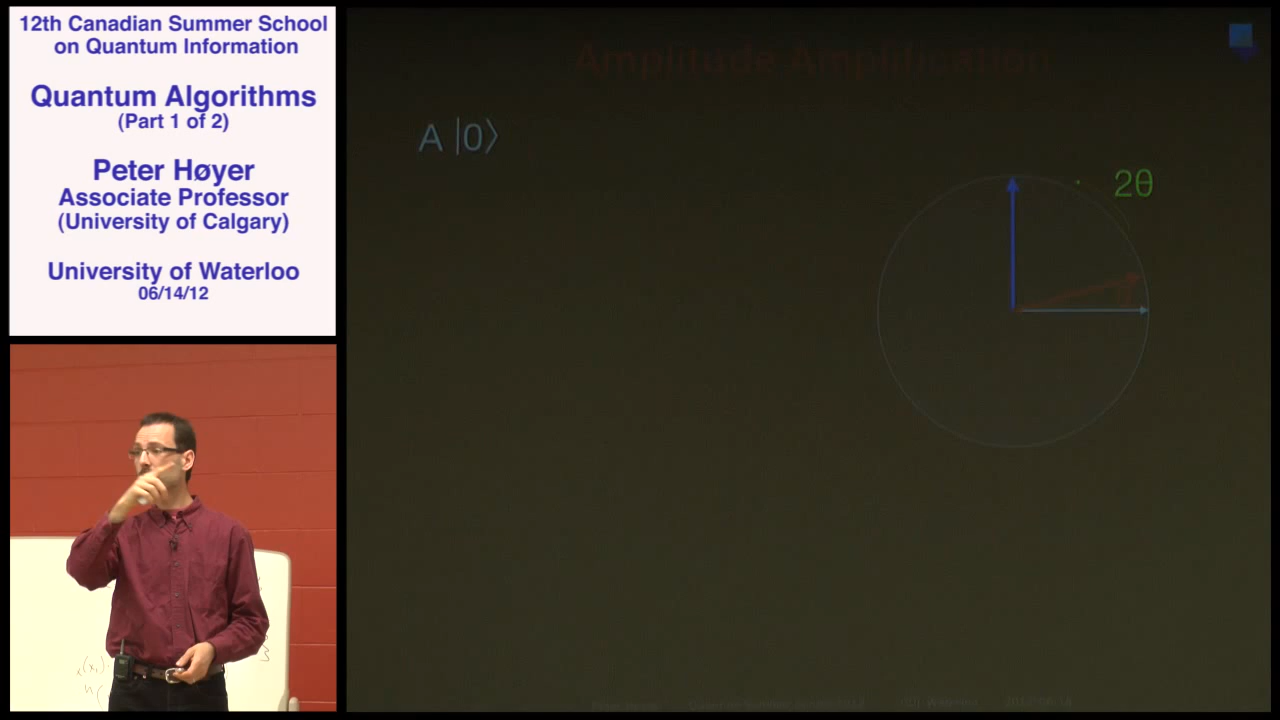 12th Canadian Summer School
on Quantum Information
Quantum Algorithms
(Part 1 of 2)
Peter Høyer
Associate Professor
(University of Calgary)
University of Waterloo
06/14/12
Amplitude Amplification
A |0⟩
2θ